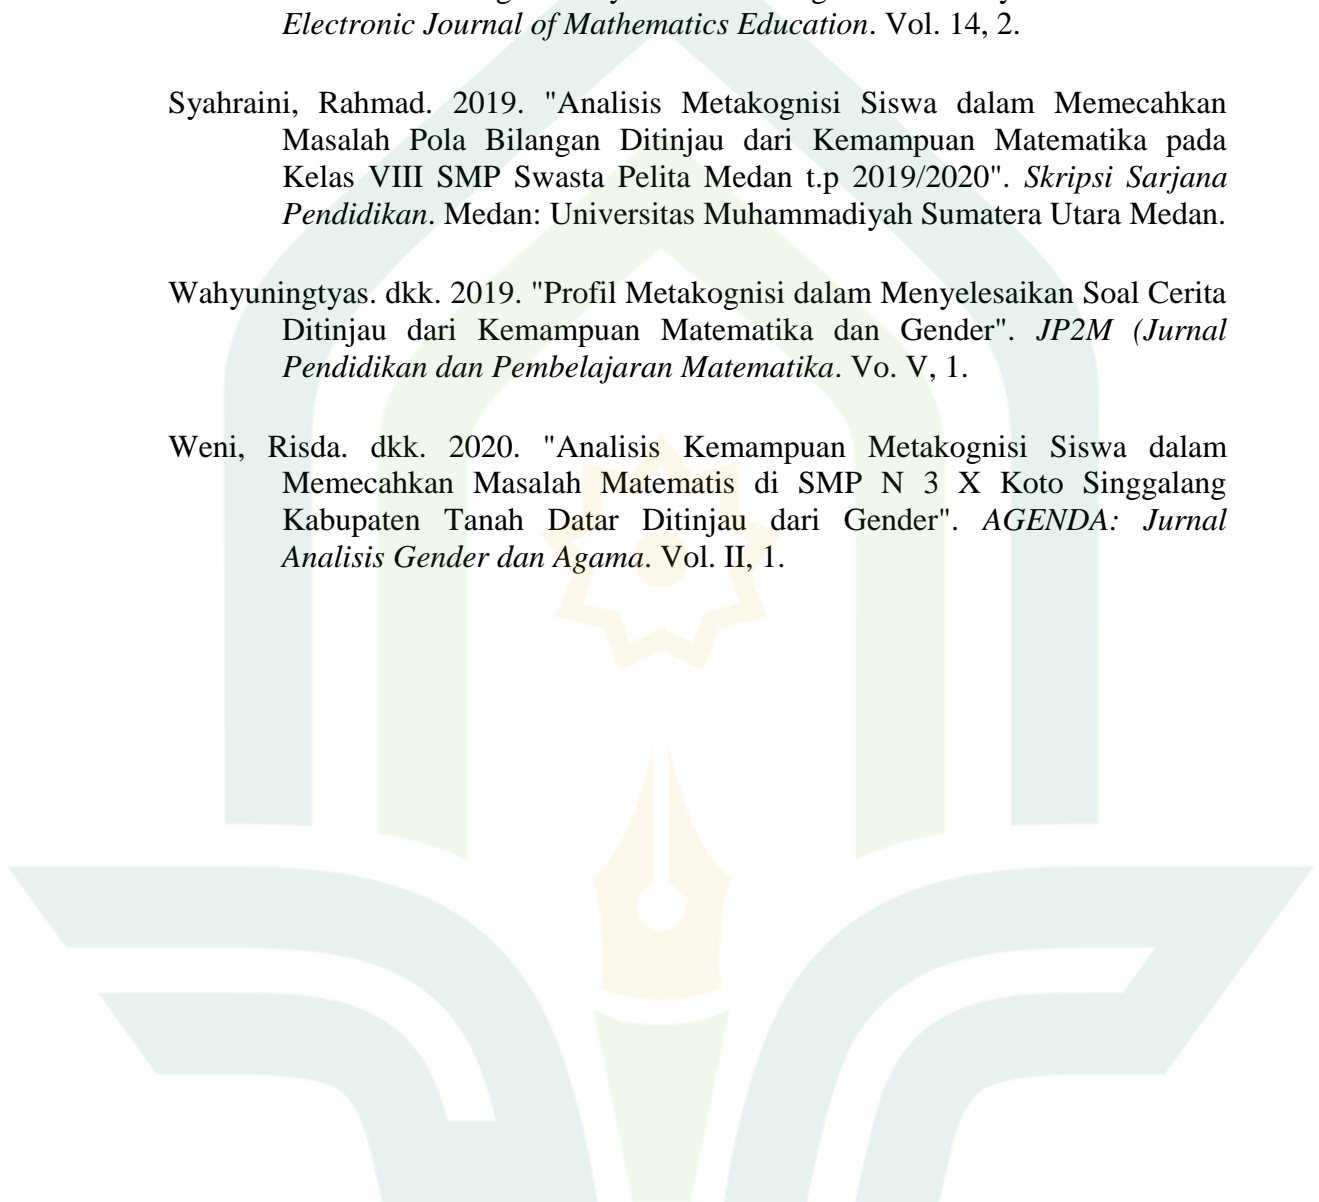 Electronic Journal of Mathematics Education. Vol. 14, 2.
Syahraini, Rahmad. 2019. "Analisis Metakognisi Siswa dalam Memecahkan
Masalah Pola Bilangan Ditinjau dari Kemampuan Matematika pada
Kelas VIII SMP Swasta Pelita Medan t.p 2019/2020". Skripsi Sarjana
Pendidikan. Medan: Universitas Muhammadiyah Sumatera Utara Medan.
Wahyuningtyas. dkk. 2019. "Profil Metakognisi dalam Menyelesaikan Soal Cerita
Ditinjau dari Kemampuan Matematika dan Gender". JP2M (Jurnal
Pendidikan dan Pembelajaran Matematika. Vo. V, 1.
Weni, Risda. dkk. 2020. "Analisis Kemampuan Metakognisi Siswa dalam
Memecahkan Masalah Matematis di SMP N 3 X Koto Singgalang
Kabupaten Tanah Datar Ditinjau dari Gender". AGENDA: Jurnal
Analisis Gender dan Agama. Vol. II, 1.